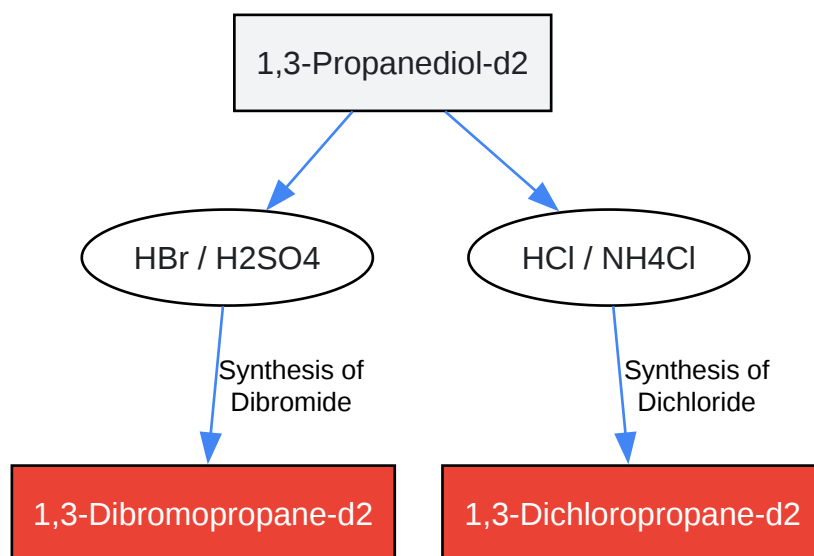 1,3-Propanediol-d2
HBr / H2SO4
HCl / NH4Cl
Synthesis of
Dibromide
Synthesis of
Dichloride
1,3-Dibromopropane-d2
1,3-Dichloropropane-d2